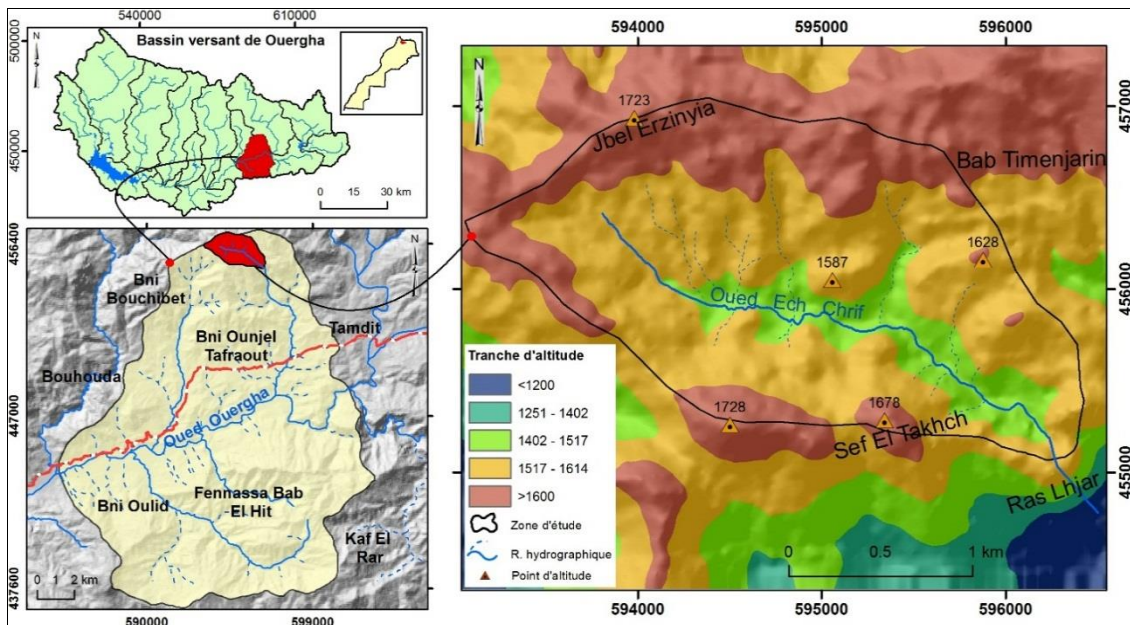 540000
610000
500000
450000
Bassin versant de Ouergha
N
0 15 30 km
456400
447000
437600
N
Bni
Bouchibet
Bni Ounjel
Tafraout
Tamdit
Bouhouda
Oued Ouergha
Bni Oulid
Fennassa Bab
-El Hit
Kaf El
Rar
0 1 2 km
590000
599000
594000
595000
596000
457000
456000
455000
N
1723
Jbel Erzinyia
Bab Timenjarin
1628
1587
Oued Ech Chrif
1728
1678
Sef El Takhch
Ras Lhjar
Tranche d'altitude
<1200
1251 - 1402
1402 - 1517
1517 - 1614
>1600
Zone d'étude
R. hydrographique
Point d'altitude
0 0.5 1 km
594000
595000
596000